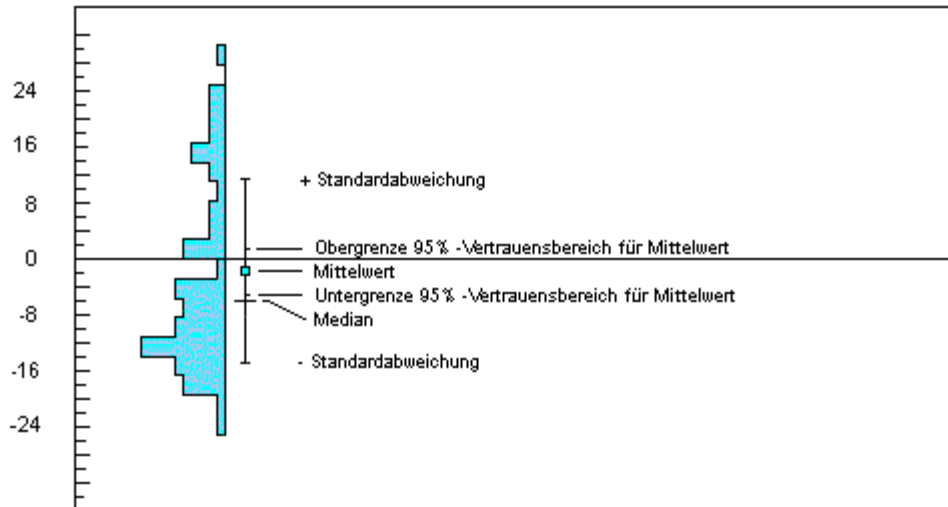 24
16
8
0
-8
-16
-24
+ Standardabweichung
Obergrenze 95% -Vertrauensbereich für Mittelwert
Mittelwert
Untergrenze 95% -Vertrauensbereich für Mittelwert
Median
- Standardabweichung